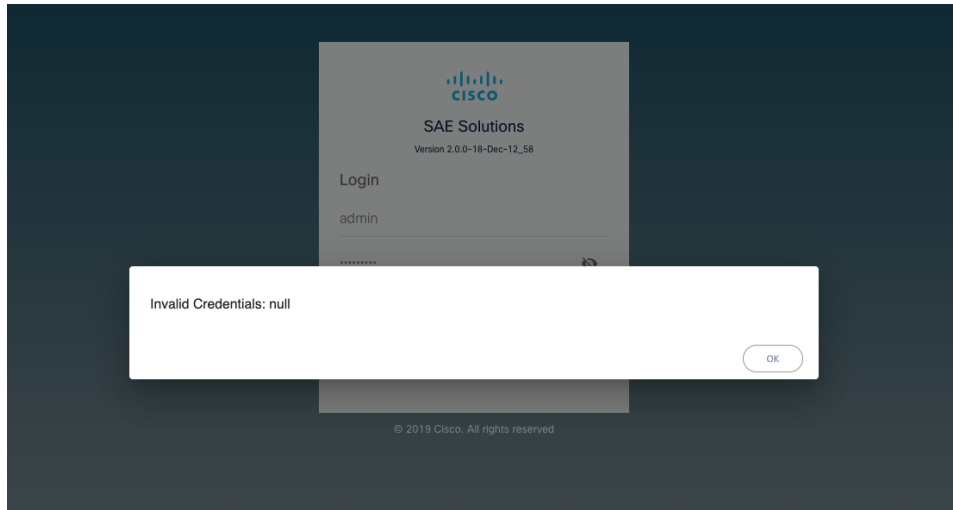 CISCO
SAE Solutions
Version 2.0.0-18-Dec-12_58
Login
admin
.........
Invalid Credentials: null
OK
© 2019 Cisco. All rights reserved